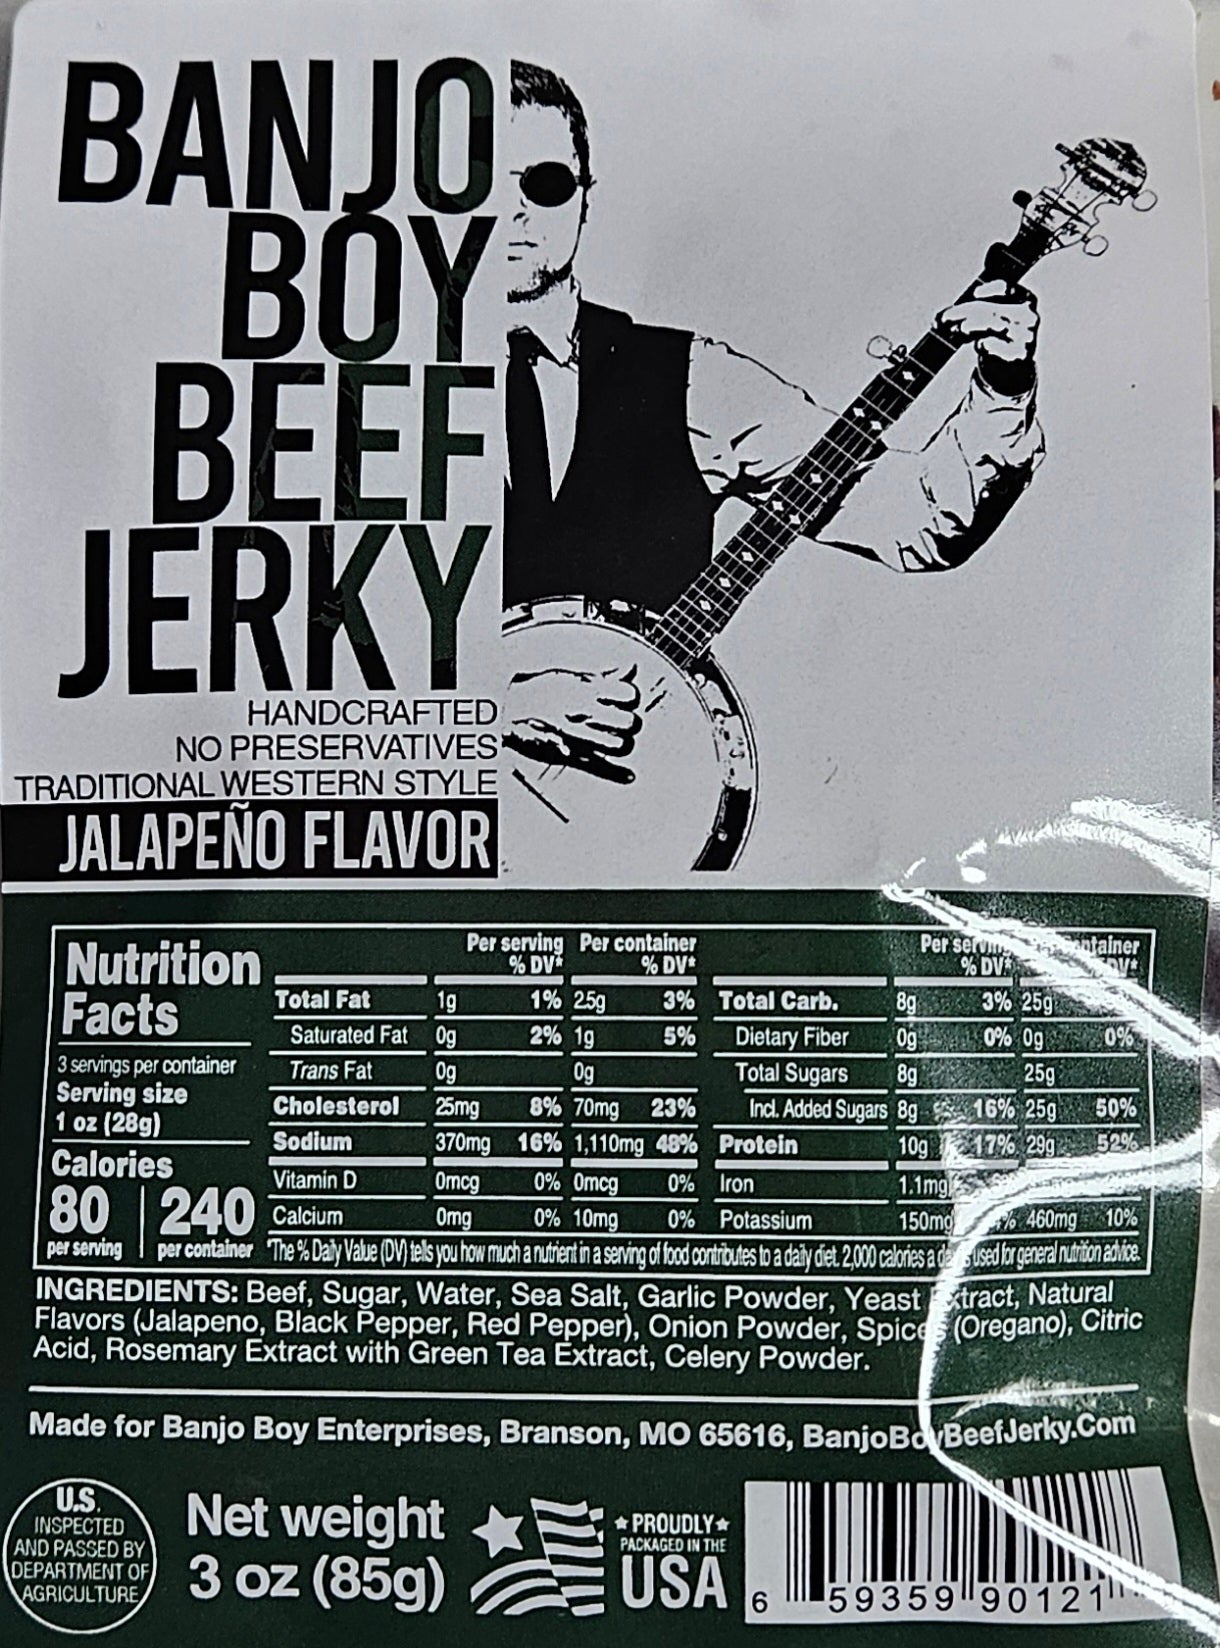 BANJO
BOY
BEEF
JERKY
HANDCRAFTED
NO PRESERVATIVES
TRADITIONAL WESTERN STYLE
JALAPEÑO FLAVOR
Nutrition
Facts
3 servings per container
Serving size
1 oz (28g)
Calories
80 240
per serving per container
Per serving Per container
% DV* % DV*
Total Fat 1g 1% 2.5g 3%
Saturated Fat 0g 2% 1g 5%
Trans Fat 0g 0g
Cholesterol 25mg 8% 70mg 23%
Sodium 370mg 16% 1,110mg 48%
Vitamin D 0mcg 0% 0mcg 0%
Calcium 0mg 0% 10mg 0%
Per
% DV*
Total Carb. 8g 3% 25g
Dietary Fiber 0g 0% 0g 0%
Total Sugars 8g 25g
Incl. Added Sugars 8g 16% 25g 50%
Protein 10g 17% 29g 52%
Iron 1.1mg
Potassium 150mg 460mg 10%
*The % Daily Value (DV) tells you how much a nutrient in a serving of food contributes to a daily diet. 2,000 calories a used for general nutrition advice.
INGREDIENTS: Beef, Sugar, Water, Sea Salt, Garlic Powder, Yeast Extract, Natural
Flavors (Jalapeno, Black Pepper, Red Pepper), Onion Powder, Spices (Oregano), Citric
Acid, Rosemary Extract with Green Tea Extract, Celery Powder.
Made for Banjo Boy Enterprises, Branson, MO 65616, BanjoBoyBeefJerky.Com
U.S.
INSPECTED
AND PASSED BY
DEPARTMENT OF
AGRICULTURE
Net weight
3 oz (85g)
PROUDLY
PACKAGED IN THE
USA
6 59359 90121